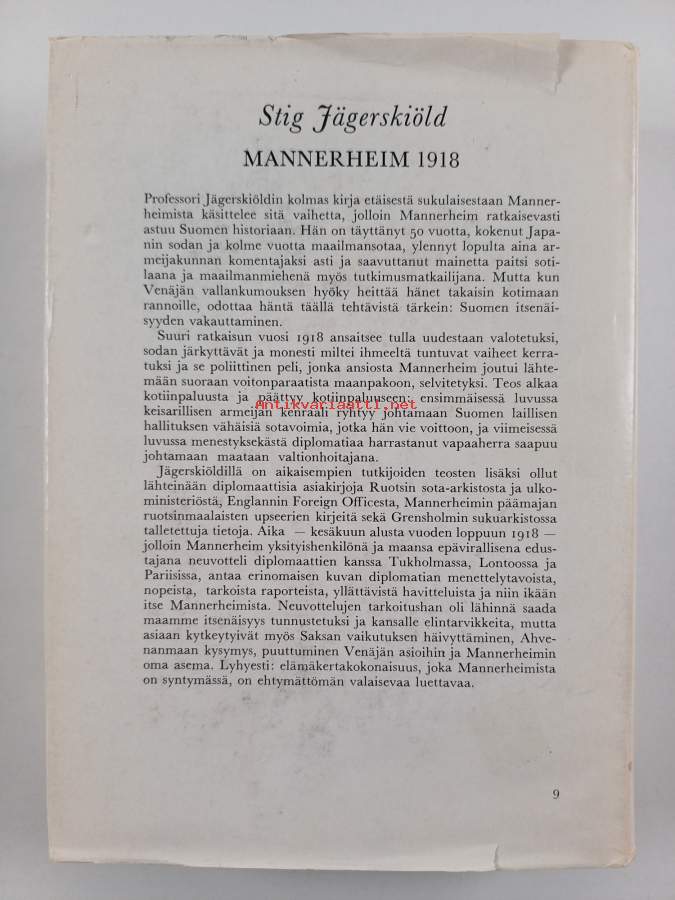 Stig Jägerskiöld
MANNERHEIM 1918
Professori Jägerskiöldin kolmas kirja etäisestä sukulaisestaan Manner-
heimista käsittelee sitä vaihetta, jolloin Mannerheim ratkaisevasti
astuu Suomen historiaan. Hän on täyttänyt 50 vuotta, kokenut Japa-
nin sodan ja kolme vuotta maailmansotaa, ylennyt lopulta aina ar-
meijakunnan komentajaksi asti ja saavuttanut mainetta paitsi soti-
laana ja maailmanmiehenä myös tutkimusmatkailijana. Mutta kun
Venäjän vallankumouksen hyöky heittää hänet takaisin kotimaan
rannoille, odottaa häntä täällä tehtävistä tärkein: Suomen itsenäi-
syyden vakauttaminen.
Suuri ratkaisun vuosi 1918 ansaitsee tulla uudestaan valotetuksi,
sodan järkyttävät ja monesti miltei ihmeeltä tuntuvat vaiheet kerra-
tuksi ja se poliittinen peli, jonka ansiosta Mannerheim joutui lähte-
mään suoraan voitonparaatista maanpakoon, selvitetyksi. Teos alkaa
kotiinpaluusta ja päättyy kotiinpaluuseen: ensimmäisessä luvussa
Antikvariaatti.net
keisarillisen armeijan kenraali ryhtyy johtamaan Suomen laillisen
hallituksen vähäisiä sotavoimia, jotka hän vie voittoon, ja viimeisessä
luvussa menestyksekästä diplomatiaa harrastanut vapaaherra saapuu
johtamaan maataan valtionhoitajana.
Jägerskiöldillä on aikaisempien tutkijoiden teosten lisäksi ollut
lähteinään diplomaattisia asiakirjoja Ruotsin sota-arkistosta ja ulko-
ministeriöstä, Englannin Foreign Officesta, Mannerheimin päämajan
ruotsinmaalaisten upseerien kirjeitä sekä Grensholmin sukuarkistossa
talletettuja tietoja. Aika — kesäkuun alusta vuoden loppuun 1918 —
jolloin Mannerheim yksityishenkilönä ja maansa epävirallisena edus-
tajana neuvotteli diplomaattien kanssa Tukholmassa, Lontoossa ja
Pariisissa, antaa erinomaisen kuvan diplomatian menettelytavoista,
nopeista, tarkoista raporteista, yllättävistä havitteluista ja niin ikään
itse Mannerheimista. Neuvottelujen tarkoitushan oli lähinnä saada
maamme itsenäisyys tunnustetuksi ja kansalle elintarvikkeita, mutta
asiaan kytkeytyivät myös Saksan vaikutuksen häivyttäminen, Ahve-
nanmaan kysymys, puuttuminen Venäjän asioihin ja Mannerheimin
oma asema. Lyhyesti: elämäkertakokonaisuus, joka Mannerheimista
on syntymässä, on ehtymättömän valaisevaa luettavaa.
9